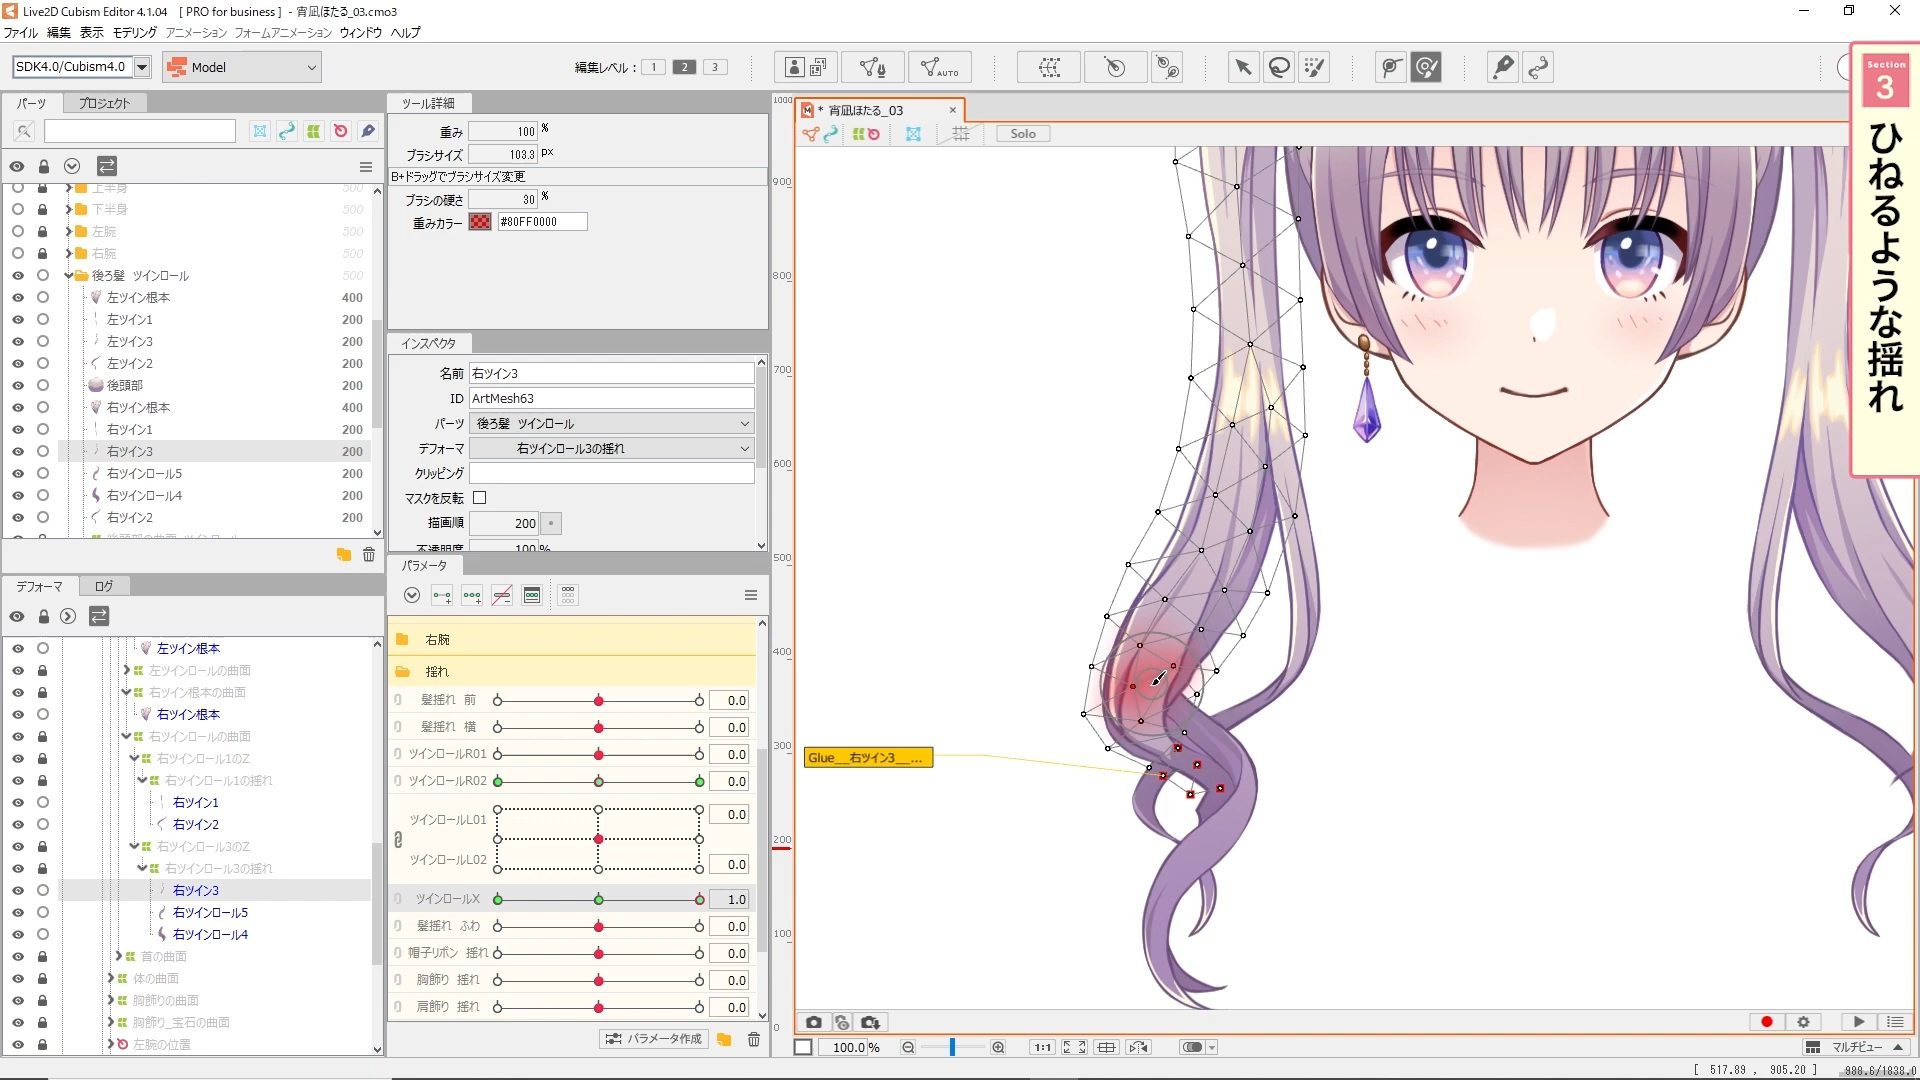 Live2D Cubism Editor 4.1.04 [ PRO for business ] - 宵凪ほたる_03.cmo3
ファイル 編集 表示 モデリング アニメーション フォームアニメーション ウィンドウ ヘルプ
SDK4.0/Cubism4.0
Model
編集レベル :
1
2
3
AUTO
パーツ
プロジェクト
上半身 500
下半身 500
左腕 500
右腕 500
後ろ髪 ツインロール 500
左ツイン根本 400
左ツイン1 200
左ツイン3 200
左ツイン2 200
後頭部 200
右ツイン根本 400
右ツイン1 200
右ツイン3 200
右ツインロール5 200
右ツインロール4 200
右ツイン2 200
デフォーマ
ログ
左ツイン根本
左ツインロールの曲面
右ツイン根本の曲面
右ツイン根本
右ツインロールの曲面
右ツインロール1のZ
右ツインロール1の揺れ
右ツイン1
右ツイン2
右ツインロール3のZ
右ツインロール3の揺れ
右ツイン3
右ツインロール5
右ツインロール4
首の曲面
体の曲面
胸飾りの曲面
胸飾り_宝石の曲面
左腕の位置
ツール詳細
重み 100 %
ブラシサイズ 103.3 px
B+ドラッグでブラシサイズ変更
ブラシの硬さ 30 %
重みカラー #80FF0000
インスペクタ
名前 右ツイン3
ID ArtMesh63
パーツ 後ろ髪 ツインロール
デフォーマ 右ツインロール3の揺れ
クリッピング
マスクを反転
描画順 200
不透明度 100 %
パラメータ
右腕
揺れ
髪揺れ 前 0.0
髪揺れ 横 0.0
ツインロールR01 0.0
ツインロールR02 0.0
ツインロールL01 0.0
ツインロールL02 0.0
ツインロールX 1.0
髪揺れ ふわ 0.0
帽子リボン 揺れ 0.0
胸飾り 揺れ 0.0
肩飾り 揺れ 0.0
パラメータ作成
* 宵凪ほたる_03
Solo
1000
900
800
700
600
500
400
300
200
100
0
Glue__右ツイン3__...
100.0 %
1:1
マルチビュー
[ 517.89 , 905.20 ]
Section
3
ひねるような揺れ